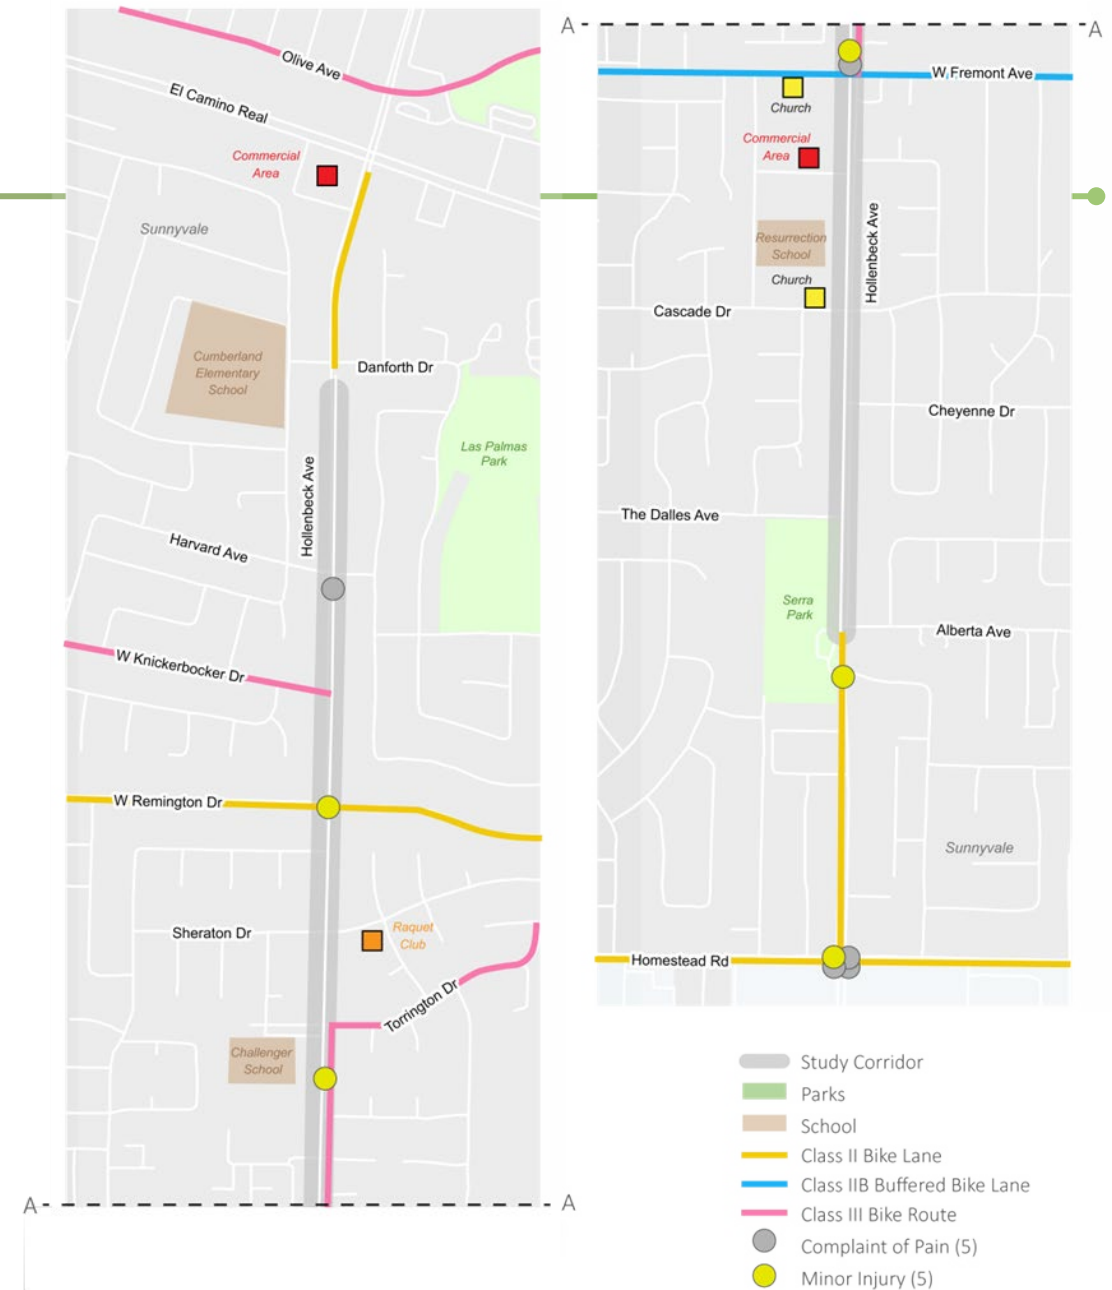 Olive Ave
El Camino Real
Commercial
Area
Sunnyvale
Cumberland
Elementary
School
Danforth Dr
Las Palmas
Park
Hollenbeck Ave
Harvard Ave
W Knickerbocker Dr
W Remington Dr
Sheraton Dr
Raquet
Club
Torrington Dr
Challenger
School
A
A
A
A
W Fremont Ave
Church
Commercial
Area
Hollenbeck Ave
Resurrection
School
Church
Cascade Dr
Cheyenne Dr
The Dalles Ave
Serra
Park
Alberta Ave
Sunnyvale
Homestead Rd
Study Corridor
Parks
School
Class II Bike Lane
Class IIB Buffered Bike Lane
Class III Bike Route
Complaint of Pain (5)
Minor Injury (5)